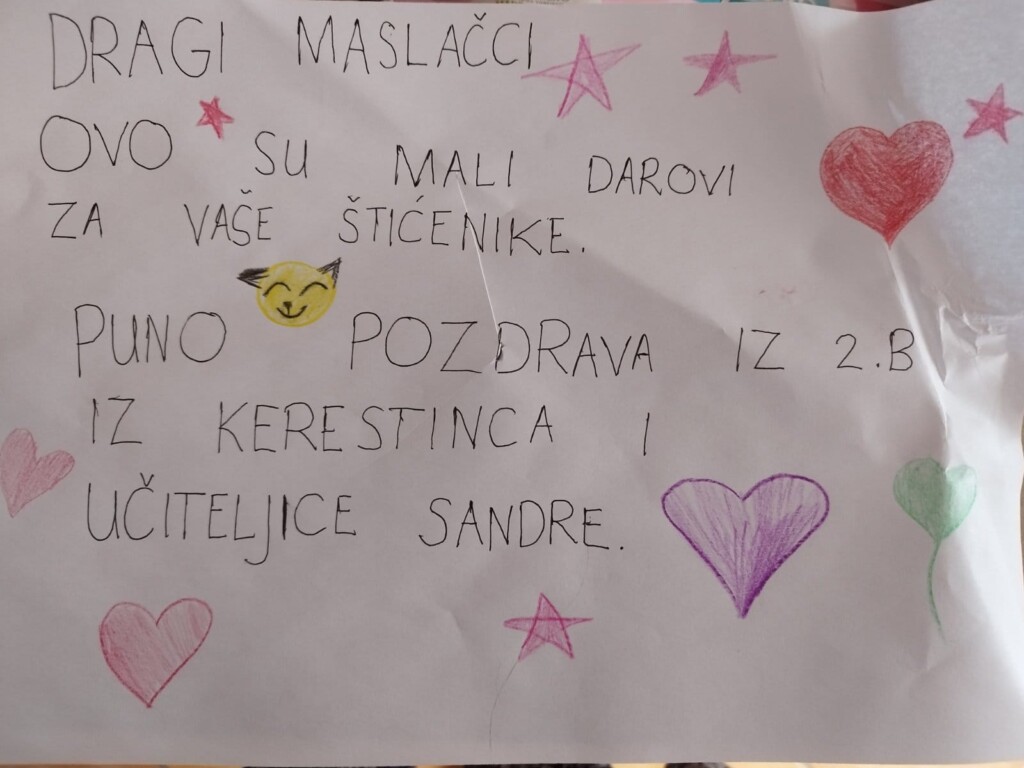 DRAGI MASLAČCI
OVO SU MALI DAROVI
ZA VAŠE ŠTIĆENIKE.
PUNO POZDRAVA IZ 2.B
IZ KERESTINCA I
UČITELJICE SANDRE.